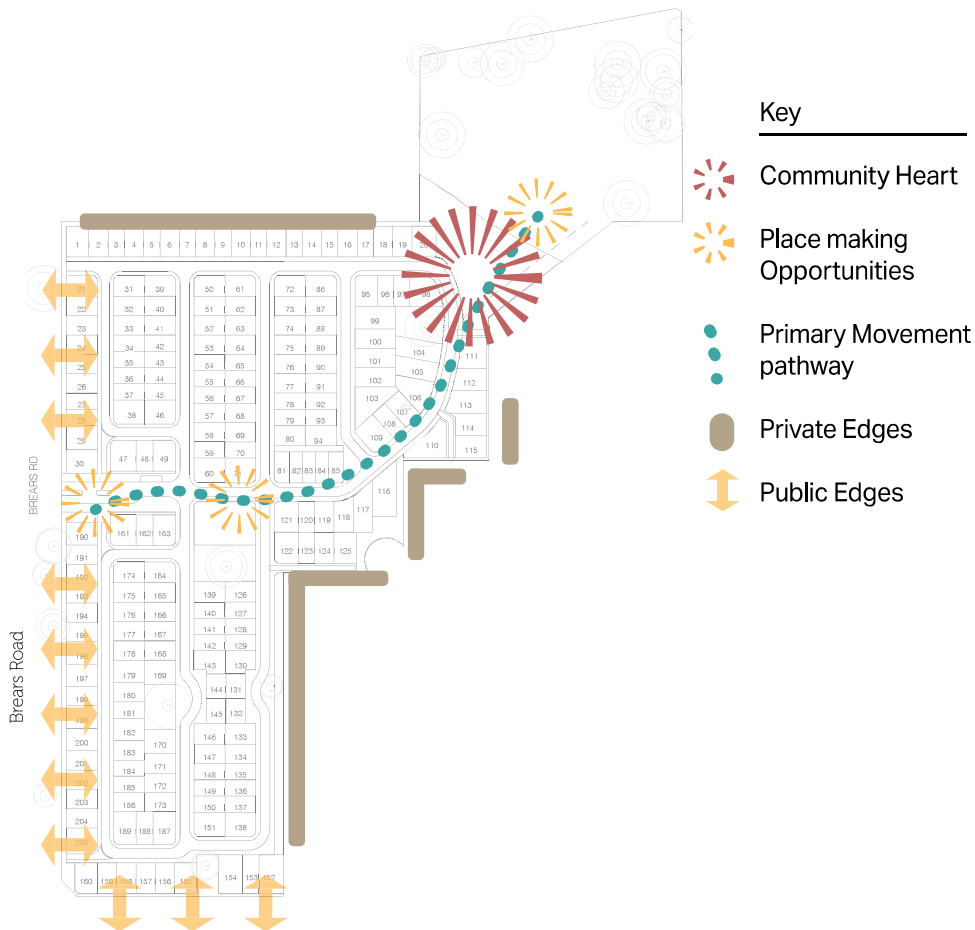 Key
Community Heart
Place making
Opportunities
Primary Movement
pathway
Private Edges
Public Edges
BREARS RD
Brears Road
1 2 3 4 5 6 7 8 9 10 11 12 13 14 15 16 17 18 19 20
21 31 39 50 61 72 86 95 96 97 98
22 32 40 51 62 73 87
23 33 41 52 63 74 88 99
24 34 42 53 64 75 89 100 104 111
25 35 43 54 65 76 90 101 105
26 36 44 55 66 77 91 102 112
27 37 45 56 67 78 92 103 106 113
28 38 46 57 68 79 93 107 108 114
29 58 69 80 94 109 110 115
30 47 48 49 59 70 81 82 83 84 85
60 71 116
190 161 162 163 121 120 119 118 117
191 122 123 124 125
192 174 164
193 175 165 139 126
194 176 166 140 127
195 177 167 141 128
196 178 168 142 129
197 179 169 143 130
198 180 144 131
199 181 145 132
200 182 170 146 133
201 183 171 147 134
202 184 172 148 135
203 185 173 149 136
204 186 150 137
205 189 188 187 151 138
160 159 158 157 156 155 154 153 152